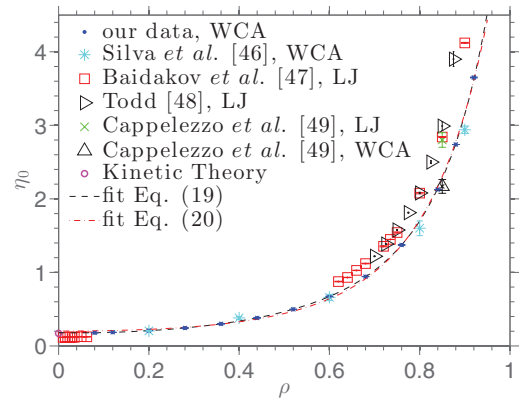 our data, WCA
Silva et al. [46], WCA
Baidakov et al. [47], LJ
Todd [48], LJ
Cappelezzo et al. [49], LJ
Cappelezzo et al. [49], WCA
Kinetic Theory
fit Eq. (19)
fit Eq. (20)
η₀
4
3
2
1
0
0 0.2 0.4 0.6 0.8 1
ρ